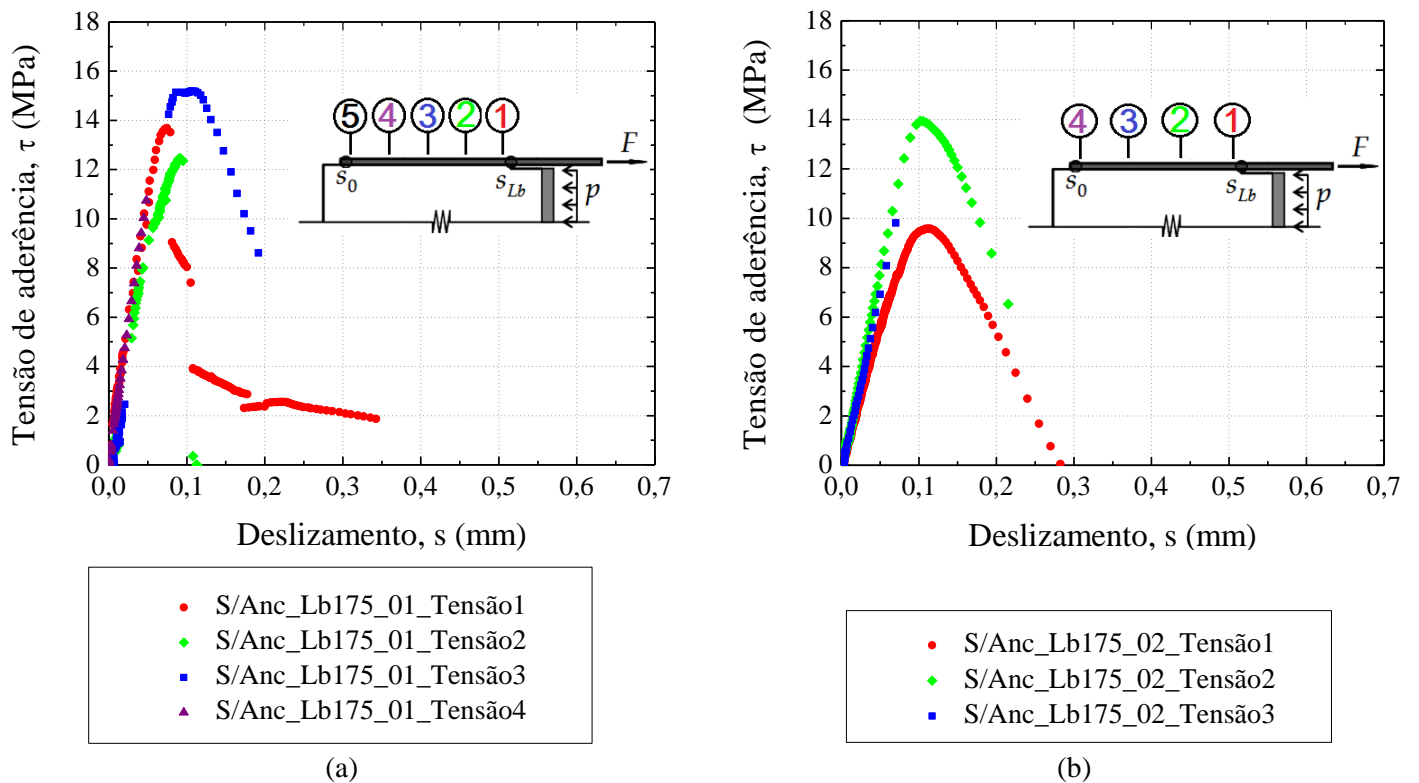 Tensão de aderência, τ (MPa)
18
16
14
12
10
8
6
4
2
0
5 4 3 2 1
F
s0
sLb
p
0,0 0,1 0,2 0,3 0,4 0,5 0,6 0,7
Deslizamento, s (mm)
S/Anc_Lb175_01_Tensão1
S/Anc_Lb175_01_Tensão2
S/Anc_Lb175_01_Tensão3
S/Anc_Lb175_01_Tensão4
(a)
Tensão de aderência, τ (MPa)
18
16
14
12
10
8
6
4
2
0
4 3 2 1
F
s0
sLb
p
0,0 0,1 0,2 0,3 0,4 0,5 0,6 0,7
Deslizamento, s (mm)
S/Anc_Lb175_02_Tensão1
S/Anc_Lb175_02_Tensão2
S/Anc_Lb175_02_Tensão3
(b)